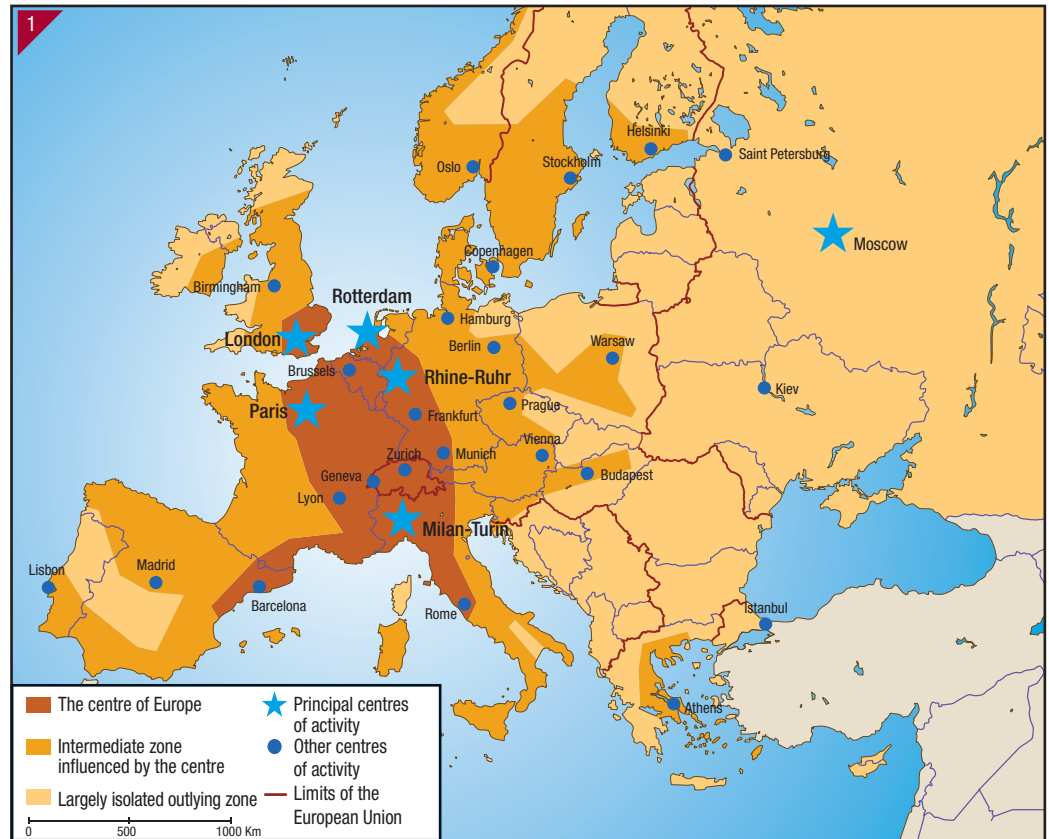 1
Helsinki
Saint Petersburg
Oslo
Stockholm
Moscow
Copenhagen
Birmingham
Rotterdam
Hamburg
London
Berlin
Warsaw
Brussels
Rhine-Ruhr
Kiev
Paris
Frankfurt
Prague
Vienna
Zurich
Munich
Geneva
Budapest
Lyon
Milan-Turin
Lisbon
Madrid
Barcelona
Rome
Istanbul
Athens
The centre of Europe
Intermediate zone
influenced by the centre
Largely isolated outlying zone
0 500 1000 Km
Principal centres
of activity
Other centres
of activity
Limits of the
European Union